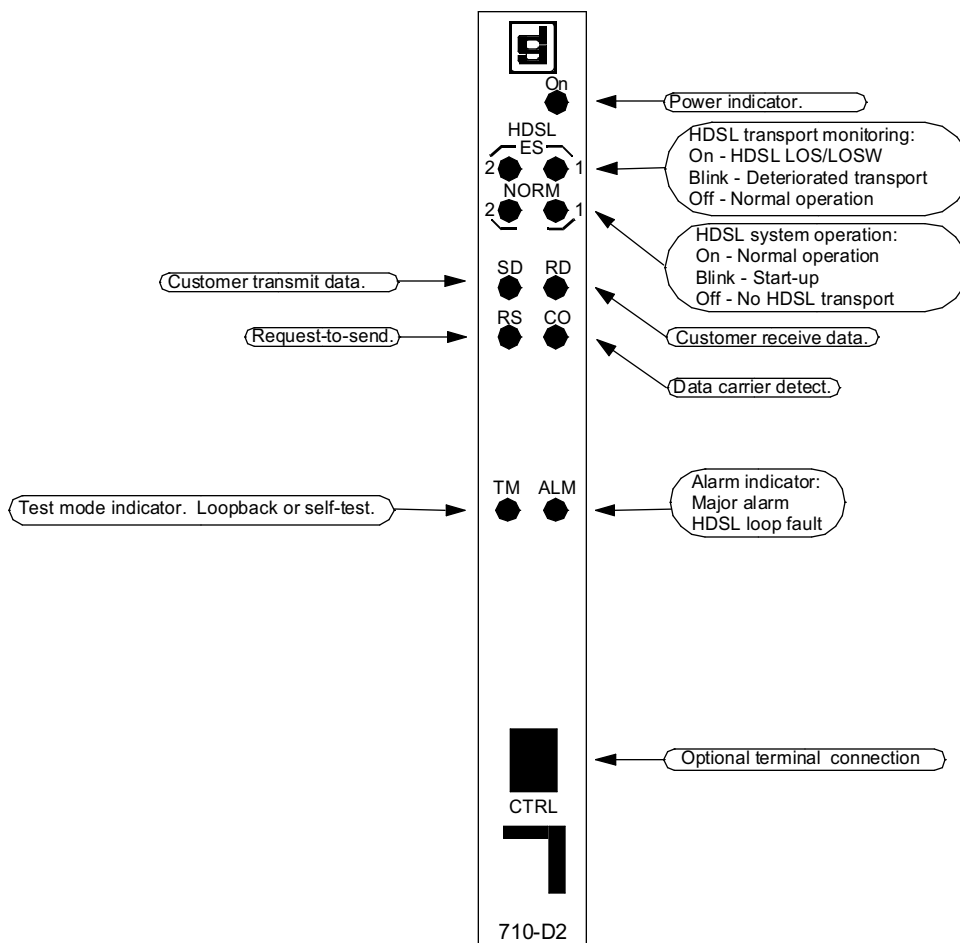 On
Power indicator.
HDSL
ES
2 1
HDSL transport monitoring:
On - HDSL LOS/LOSW
Blink - Deteriorated transport
Off - Normal operation
NORM
2 1
HDSL system operation:
On - Normal operation
Blink - Start-up
Off - No HDSL transport
Customer transmit data.
SD RD
Customer receive data.
Request-to-send.
RS CO
Data carrier detect.
Test mode indicator. Loopback or self-test.
TM ALM
Alarm indicator:
Major alarm
HDSL loop fault
Optional terminal connection
CTRL
710-D2